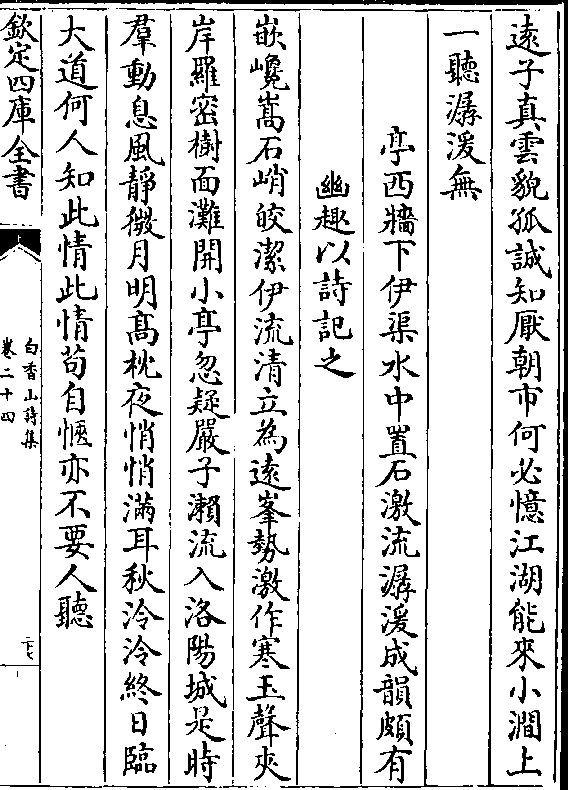 遠子真雲貌孤誠知厭朝市何必憶江湖能來小澗上
一聽潺湲無
亭西牆下伊渠水中置石激流潺湲成韻頗有
幽趣以詩記之
嵌巉嵩石峭皎潔伊流清立為逺峯勢激作寒玉聲夾
岸羅密樹面灘開小亭忽疑嚴子瀬流入洛陽城是時
羣動息風靜微月明髙枕夜悄悄滿耳秋泠泠終日臨
大道何人知此情此情苟自愜亦不要人聽
欽定四庫全書
白香山詩集
卷二十四